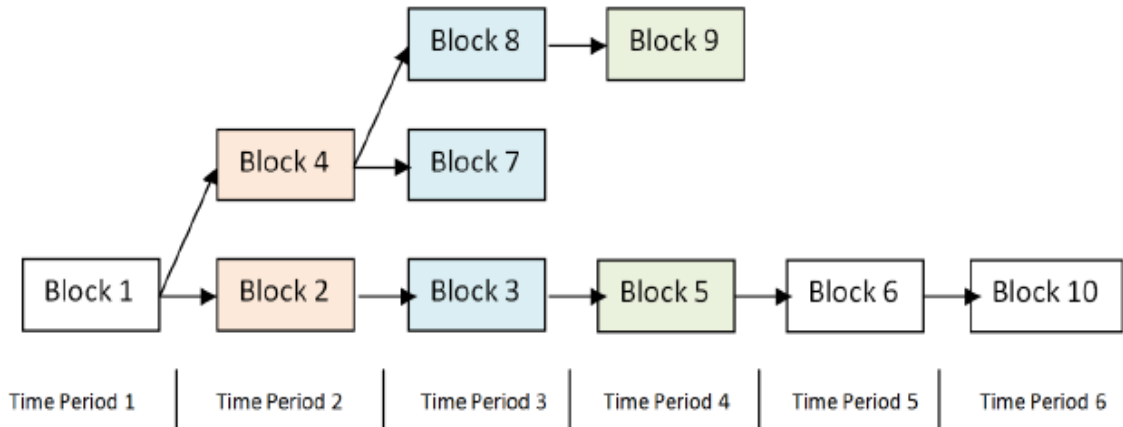 Block 8
Block 9
Block 4
Block 7
Block 1
Block 2
Block 3
Block 5
Block 6
Block 10
Time Period 1
Time Period 2
Time Period 3
Time Period 4
Time Period 5
Time Period 6